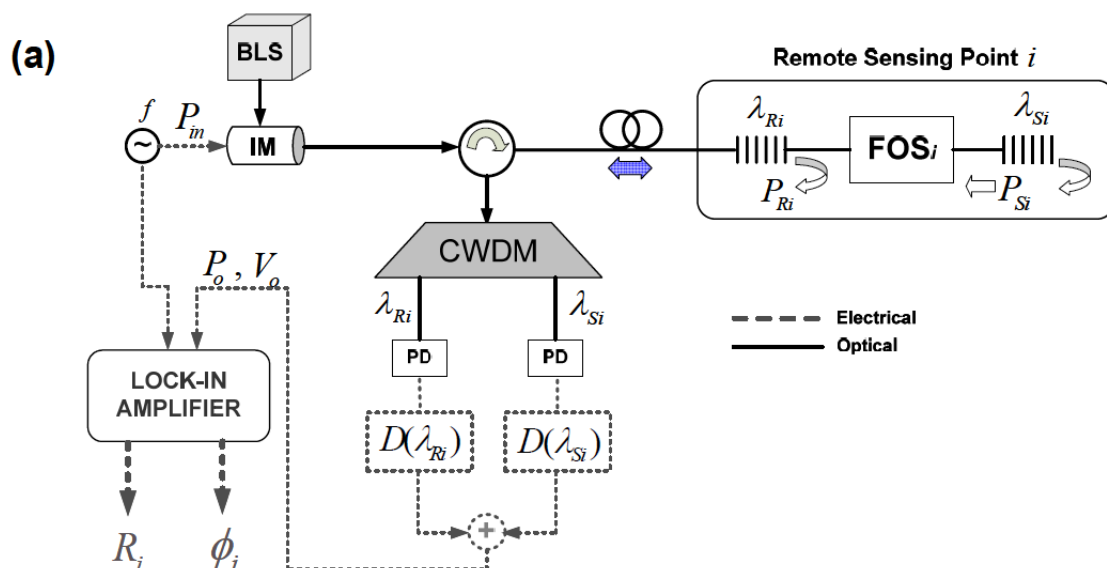 (a)
BLS
Remote Sensing Point i
f
P_in
λ_Ri
λ_Si
~
IM
FOS_i
P_Ri
P_Si
CWDM
P_o , V_o
λ_Ri
λ_Si
Electrical
Optical
PD
PD
LOCK-IN
AMPLIFIER
D(λ_Ri)
D(λ_Si)
+
R_i
ϕ_i